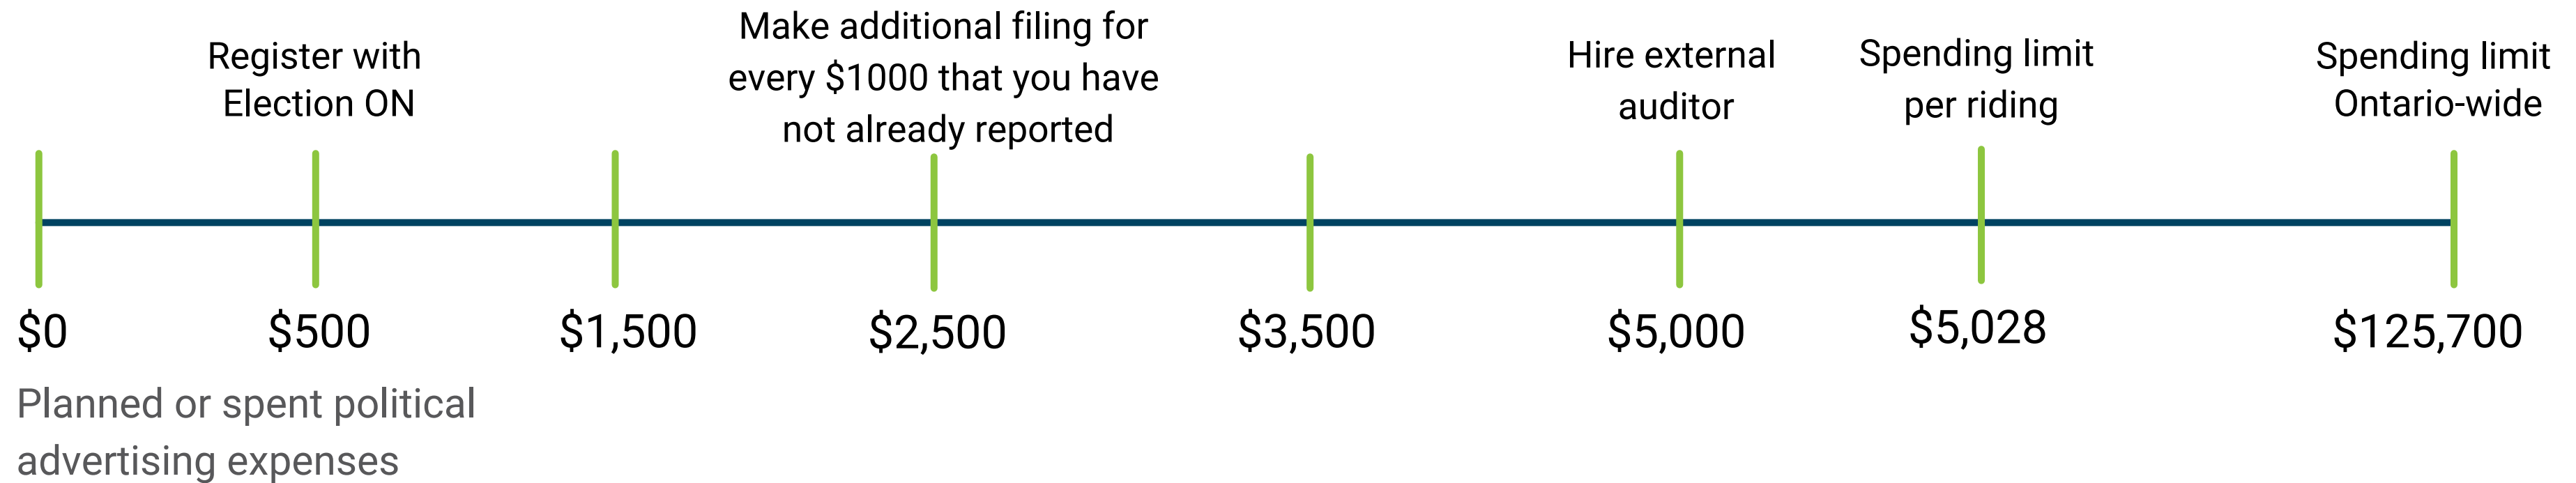 Register with
Election ON
Make additional filing for
every $1000 that you have
not already reported
Hire external
auditor
Spending limit
per riding
Spending limit
Ontario-wide
$0
$500
$1,500
$2,500
$3,500
$5,000
$5,028
$125,700
Planned or spent political
advertising expenses